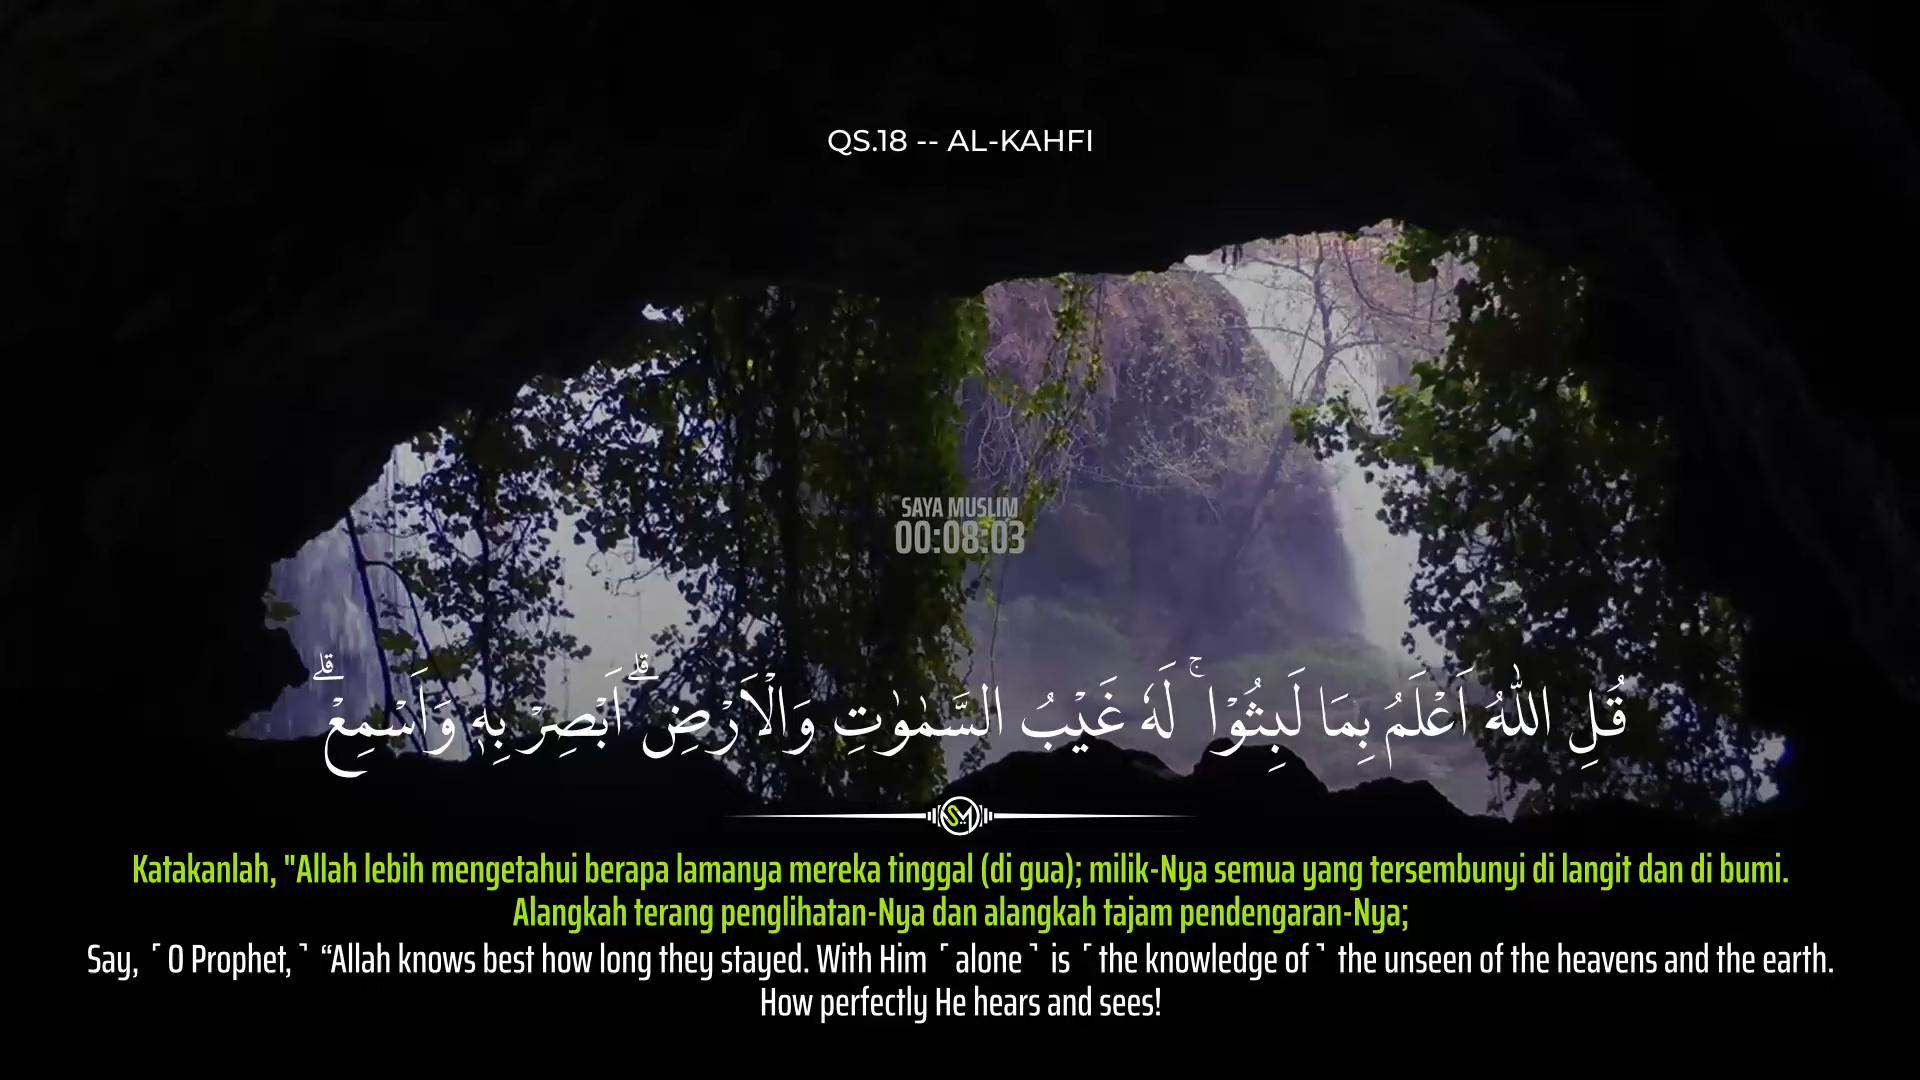 QS.18 -- AL-KAHFI
SAYA MUSLIM
00:08:03
قُلِ اللّٰهُ اَعْلَمُ بِمَا لَبِثُوْا ۚ لَهٗ غَيْبُ السَّمٰوٰتِ وَالْاَرْضِۗ اَبْصِرْ بِهٖ وَاَسْمِعْۗ
SM
Katakanlah, "Allah lebih mengetahui berapa lamanya mereka tinggal (di gua); milik-Nya semua yang tersembunyi di langit dan di bumi.
Alangkah terang penglihatan-Nya dan alangkah tajam pendengaran-Nya;
Say, ˹O Prophet,˺ “Allah knows best how long they stayed. With Him ˹alone˺ is ˹the knowledge of˺ the unseen of the heavens and the earth.
How perfectly He hears and sees!